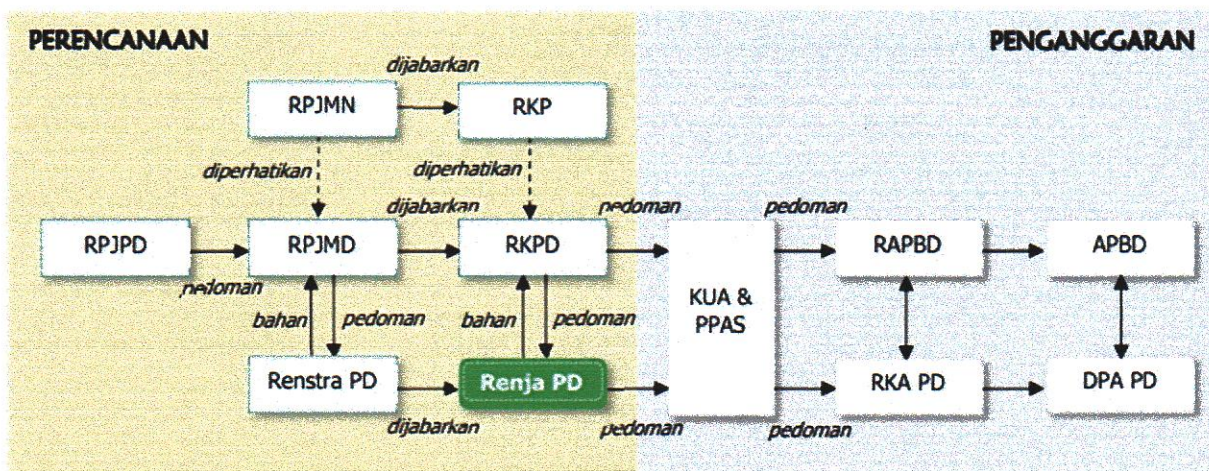 PERENCANAAN
PENGANGGARAN
dijabarkan
RPJMN
RKP
diperhatikan
diperhatikan
dijabarkan
pedoman
pedoman
RPJPD
RPJMD
RKPD
RAPBD
APBD
pedoman
KUA &
PPAS
bahan
pedoman
bahan
pedoman
Renstra PD
Renja PD
RKA PD
DPA PD
dijabarkan
pedoman
pedoman